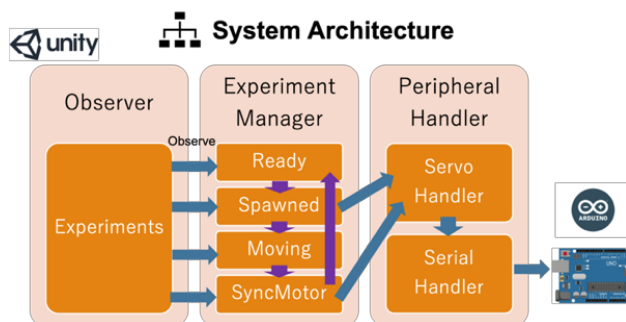 unity
System Architecture
Observer
Experiment
Manager
Peripheral
Handler
Observe
Experiments
Ready
Spawned
Moving
SyncMotor
Servo
Handler
Serial
Handler
ARDUINO
UNO